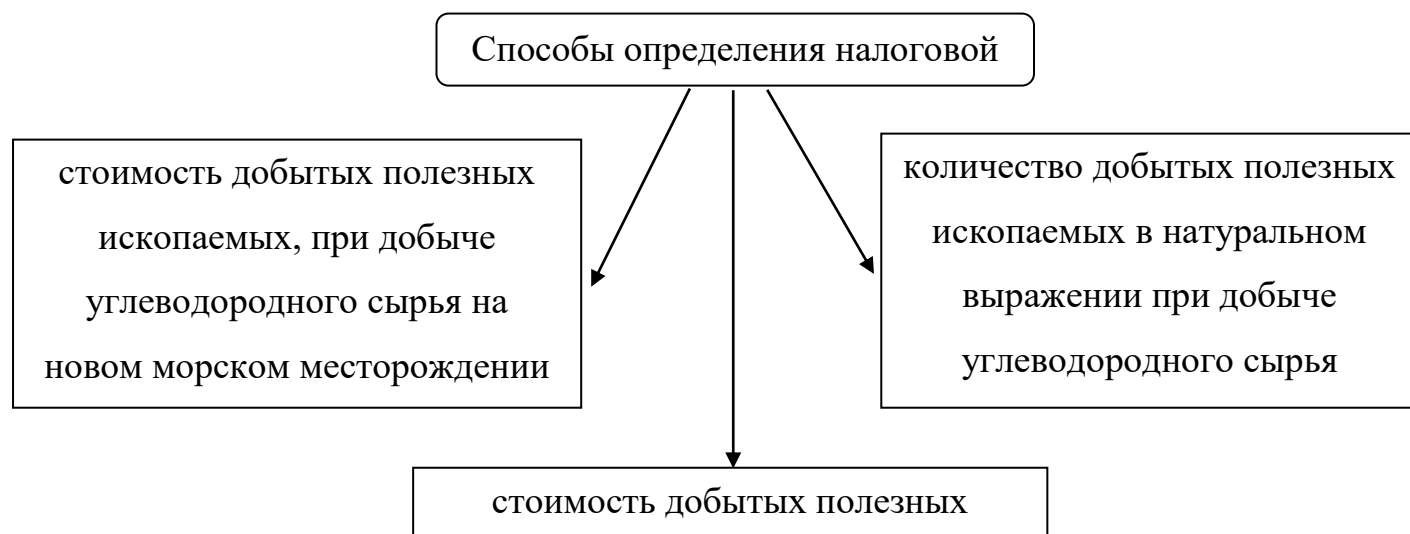 Способы определения налоговой
стоимость добытых полезных
ископаемых, при добыче
углеводородного сырья на
новом морском месторождении
количество добытых полезных
ископаемых в натуральном
выражении при добыче
углеводородного сырья
стоимость добытых полезных